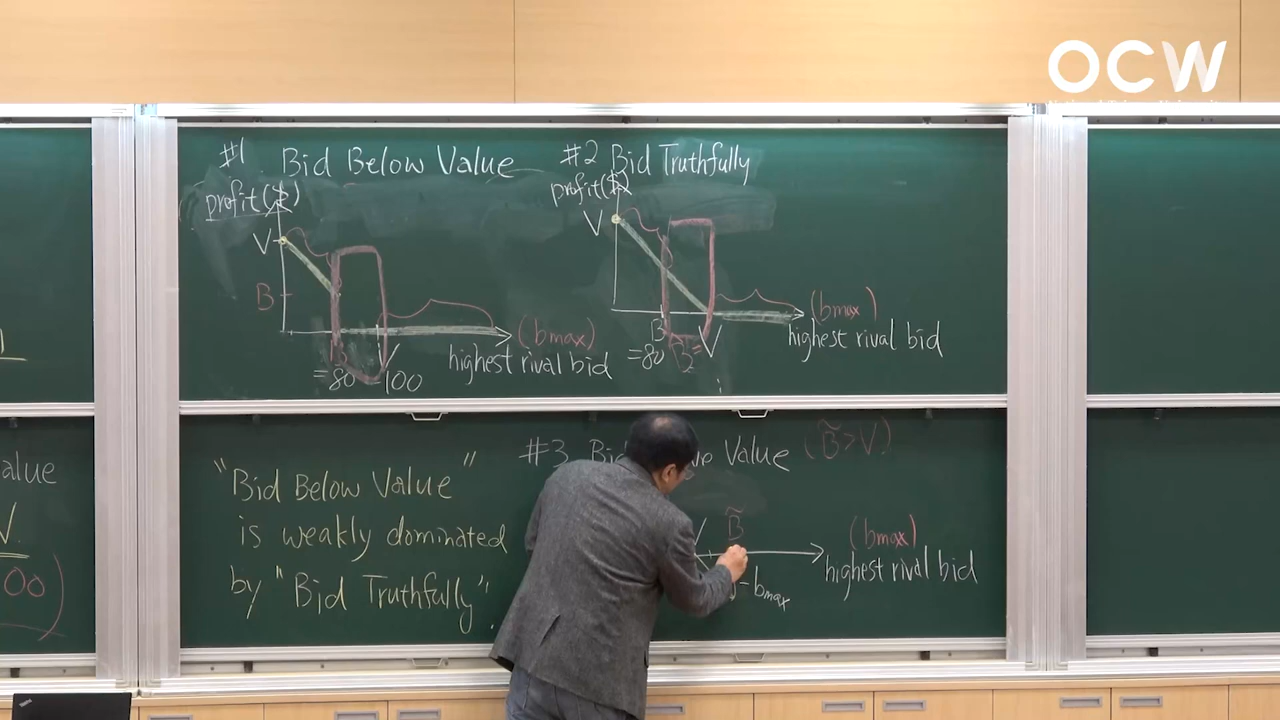 OCW
#1 Bid Below Value
profit($)
V
B
B
=80
V
100
(bmax)
highest rival bid
#2 Bid Truthfully
profit($)
V
B
=80
B=
V
(bmax)
highest rival bid
alue
V.
00)
"Bid Below Value"
is weakly dominated
by "Bid Truthfully".
#3 Value (B̃>V)
V
B̃
-bmax
(bmax)
highest rival bid